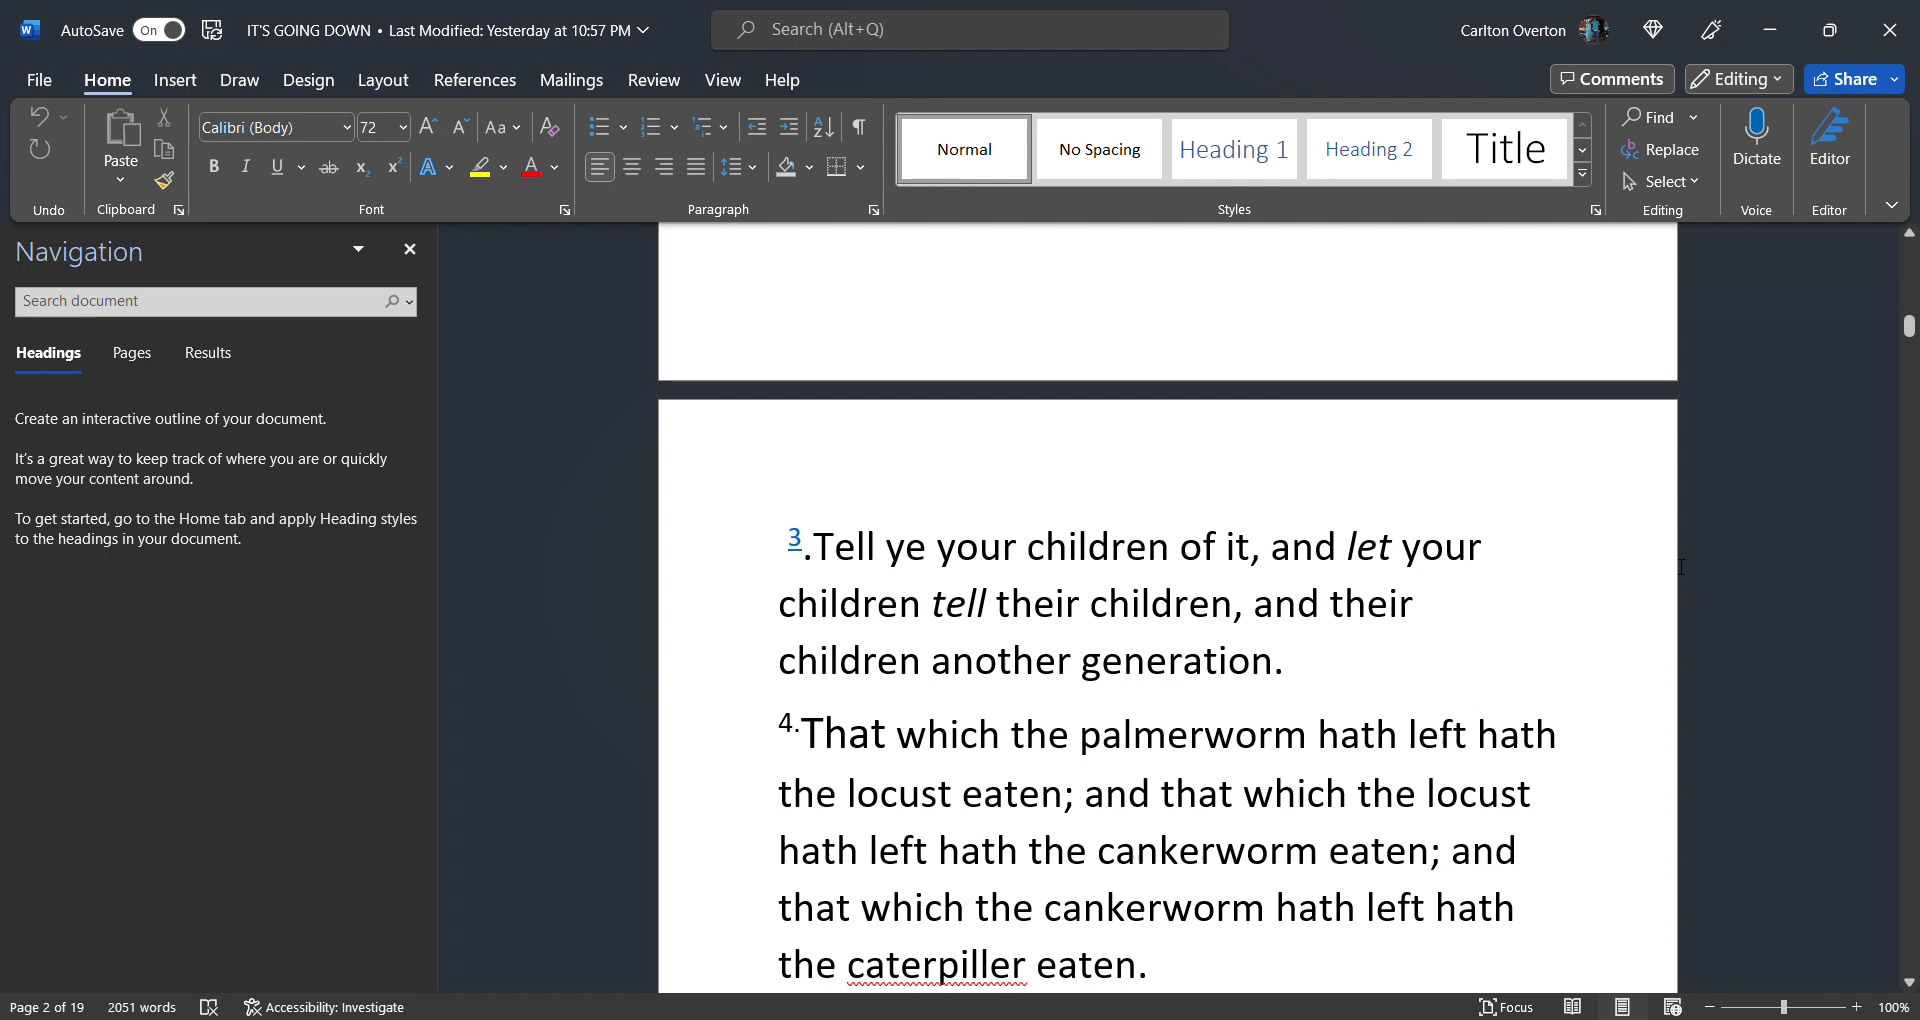 AutoSave On IT'S GOING DOWN • Last Modified: Yesterday at 10:57 PM Search (Alt+Q) Carlton Overton
File Home Insert Draw Design Layout References Mailings Review View Help Comments Editing Share
Calibri (Body) 72 Aa
Paste
B I U ab x₂ x² A A
Normal No Spacing Heading 1 Heading 2 Title
Find
Replace
Select
Dictate Editor
Undo Clipboard Font Paragraph Styles Editing Voice Editor
Navigation
Search document
Headings Pages Results
Create an interactive outline of your document.
It's a great way to keep track of where you are or quickly
move your content around.
To get started, go to the Home tab and apply Heading styles
to the headings in your document.
3.Tell ye your children of it, and let your
children tell their children, and their
children another generation.
4.That which the palmerworm hath left hath
the locust eaten; and that which the locust
hath left hath the cankerworm eaten; and
that which the cankerworm hath left hath
the caterpiller eaten.
Page 2 of 19 2051 words Accessibility: Investigate Focus 100%